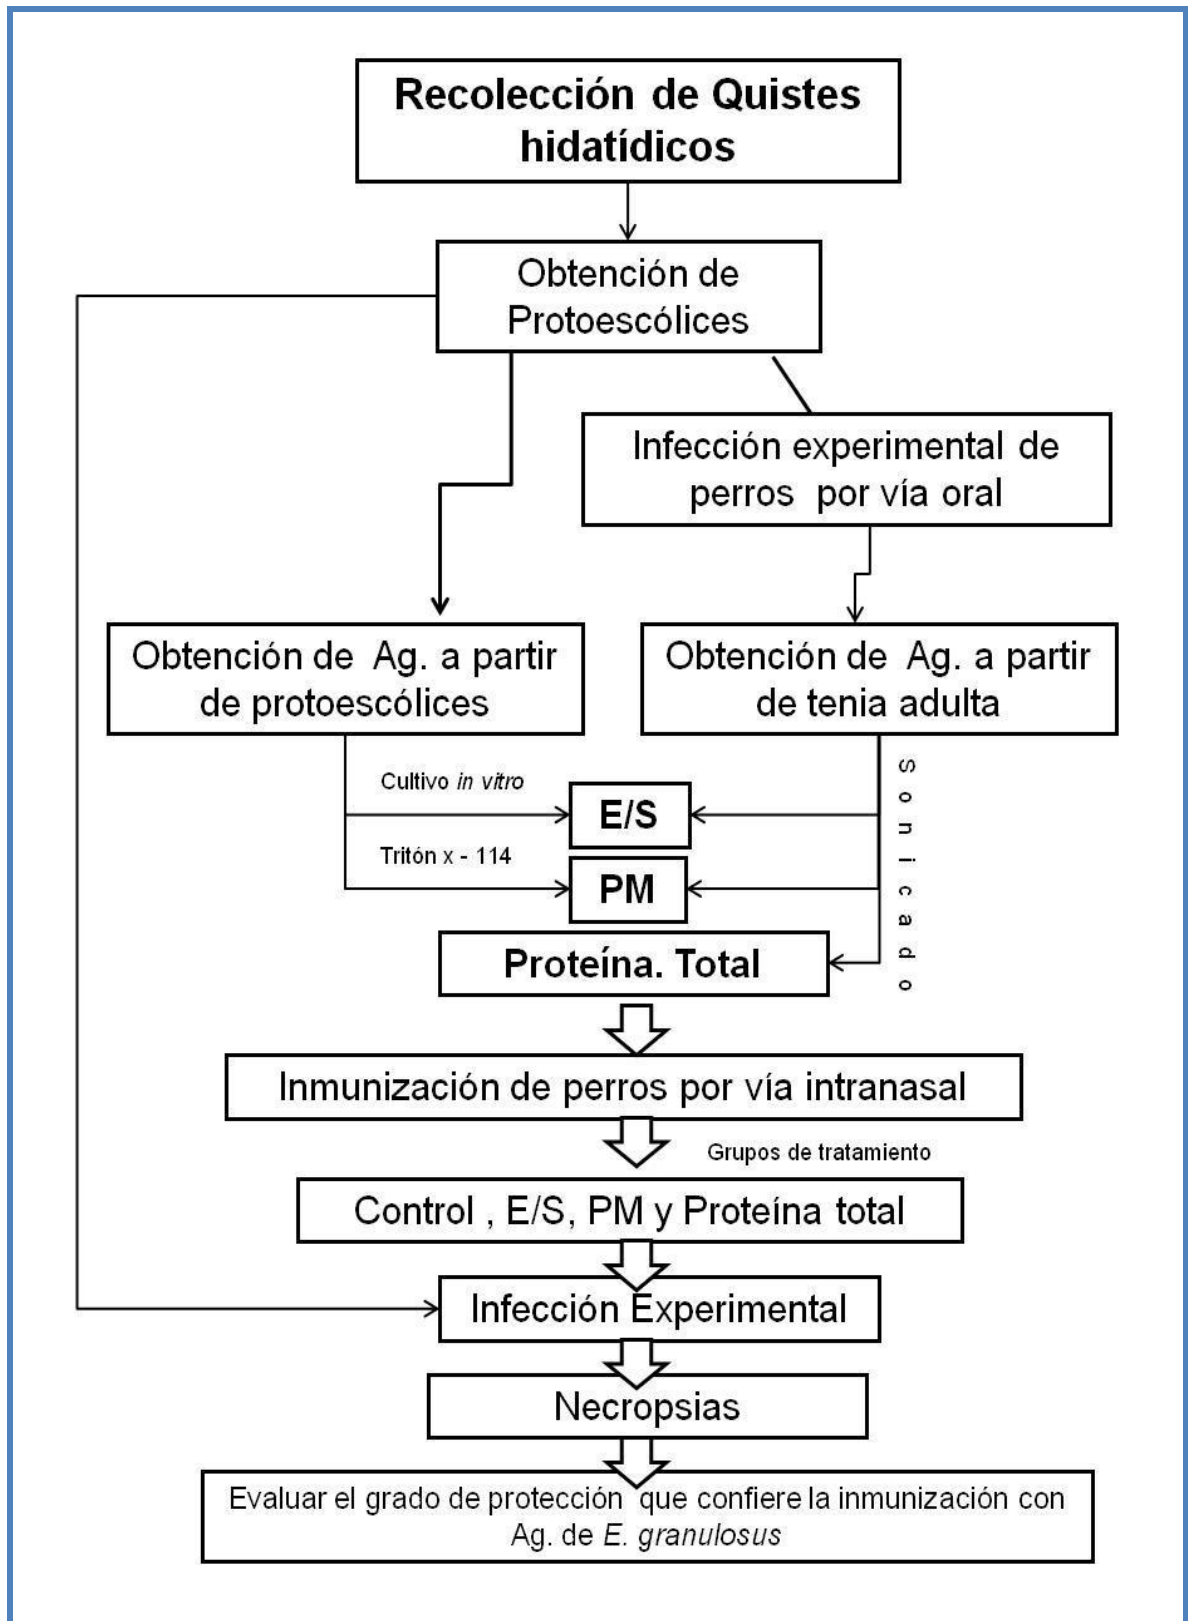 Recolección de Quistes
hidatídicos
Obtención de
Protoescólices
Infección experimental de
perros por vía oral
Obtención de Ag. a partir
de protoescólices
Obtención de Ag. a partir
de tenia adulta
Cultivo in vitro
E/S
Tritón x - 114
PM
Sonicado
Proteína. Total
Inmunización de perros por vía intranasal
Grupos de tratamiento
Control , E/S, PM y Proteína total
Infección Experimental
Necropsias
Evaluar el grado de protección que confiere la inmunización con
Ag. de E. granulosus